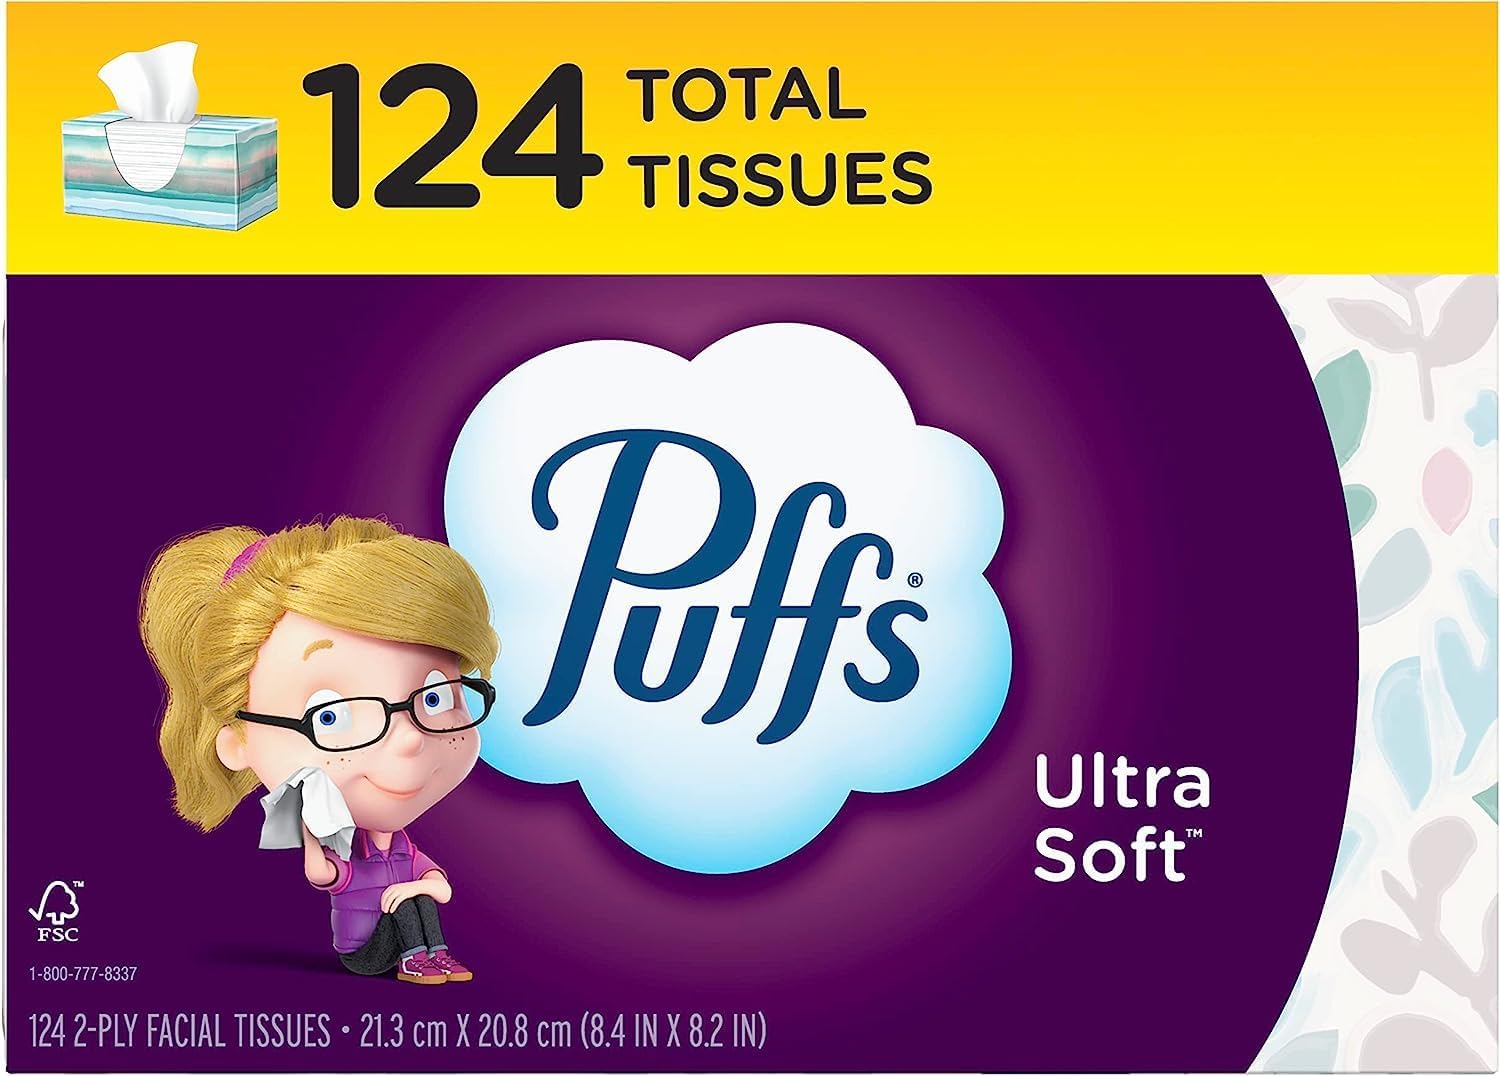 124 TOTAL
TISSUES
Puffs®
Ultra
Soft™
™
FSC
1-800-777-8337
124 2-PLY FACIAL TISSUES • 21.3 cm X 20.8 cm (8.4 IN X 8.2 IN)